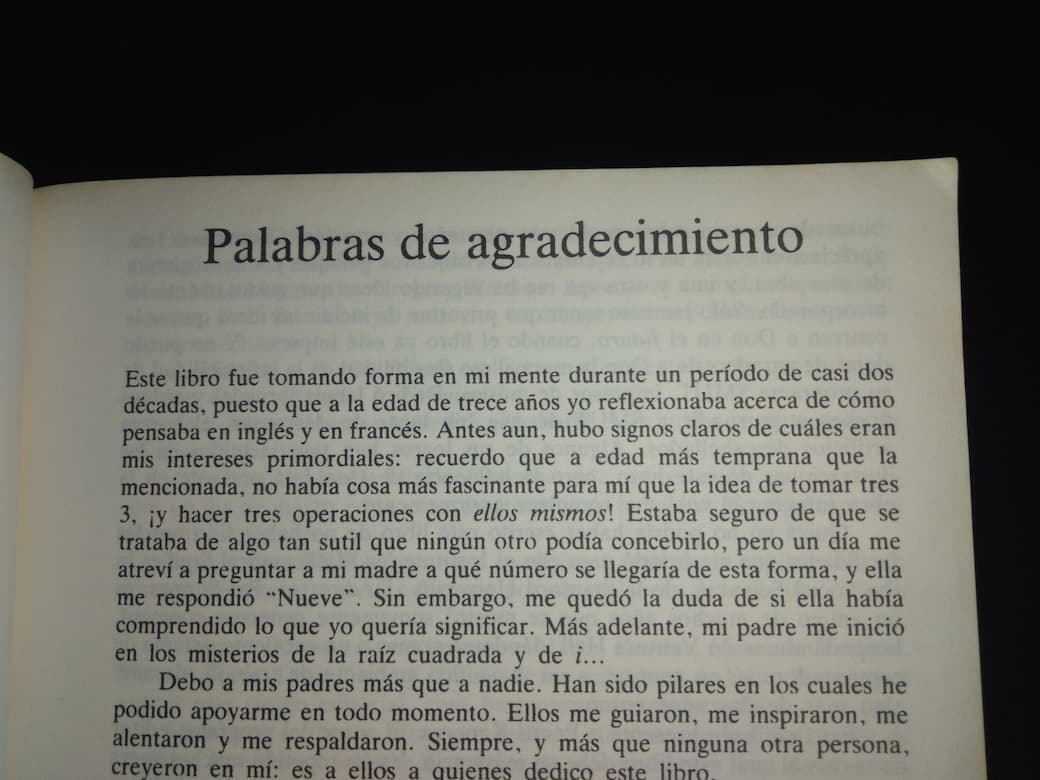 Palabras de agradecimiento
Este libro fue tomando forma en mi mente durante un período de casi dos
décadas, puesto que a la edad de trece años yo reflexionaba acerca de cómo
pensaba en inglés y en francés. Antes aun, hubo signos claros de cuáles eran
mis intereses primordiales: recuerdo que a edad más temprana que la
mencionada, no había cosa más fascinante para mí que la idea de tomar tres
3, ¡y hacer tres operaciones con ellos mismos! Estaba seguro de que se
trataba de algo tan sutil que ningún otro podía concebirlo, pero un día me
atreví a preguntar a mi madre a qué número se llegaría de esta forma, y ella
me respondió “Nueve”. Sin embargo, me quedó la duda de si ella había
comprendido lo que yo quería significar. Más adelante, mi padre me inició
en los misterios de la raíz cuadrada y de i...
Debo a mis padres más que a nadie. Han sido pilares en los cuales he
podido apoyarme en todo momento. Ellos me guiaron, me inspiraron, me
alentaron y me respaldaron. Siempre, y más que ninguna otra persona,
creyeron en mí: es a ellos a quienes dedico este libro.